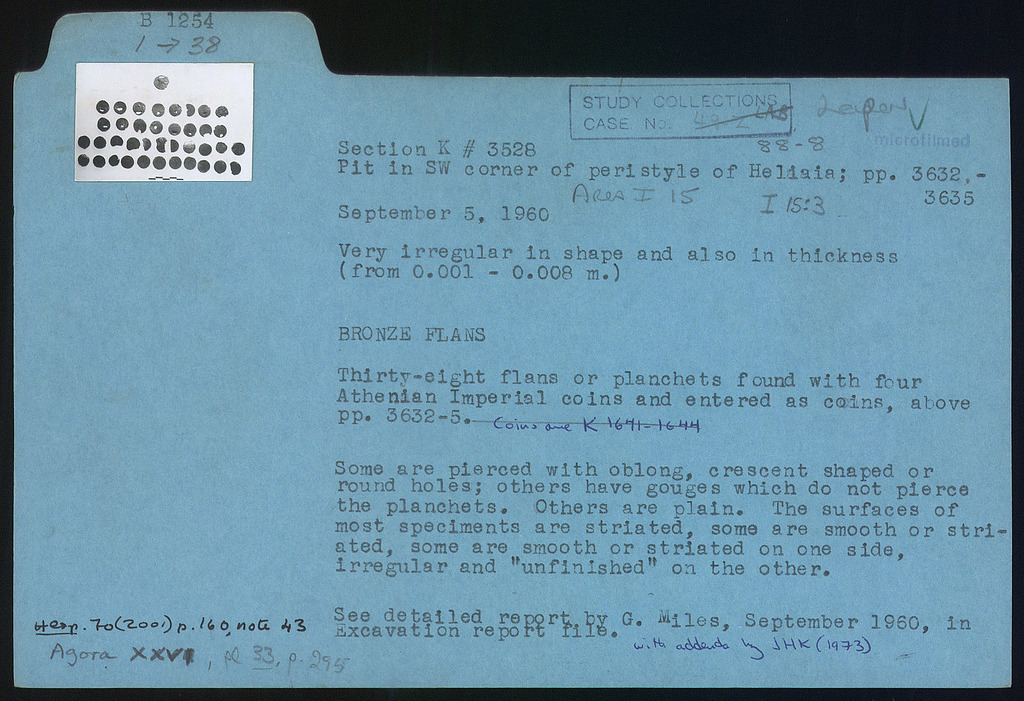 B 1254
1 → 38
STUDY COLLECTIONS
CASE No.
88-8
microfilmed
Section K # 3528
Pit in SW corner of peristyle of Heliaia; pp. 3632,-
3635
Area I 15 I 15:3
September 5, 1960
Very irregular in shape and also in thickness
(from 0.001 - 0.008 m.)
BRONZE FLANS
Thirty-eight flans or planchets found with four
Athenian Imperial coins and entered as coins, above
pp. 3632-5. Coins are K 1641-1644
Some are pierced with oblong, crescent shaped or
round holes; others have gouges which do not pierce
the planchets. Others are plain. The surfaces of
most speciments are striated, some are smooth or stri-
ated, some are smooth or striated on one side,
irregular and "unfinished" on the other.
See detailed report by G. Miles, September 1960, in
Excavation report file.
with addenda by JHK (1973)
Hesp. 70 (2001) p. 160, note 43
Agora XXVI, pl 33, p. 295